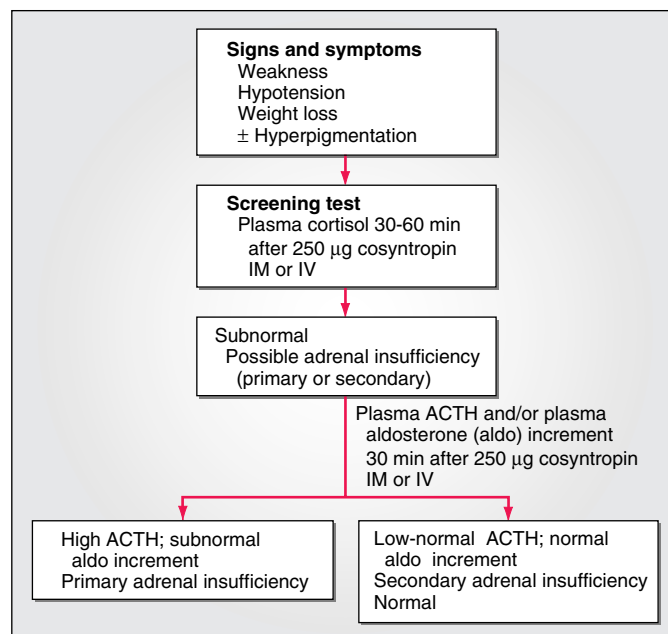 Signs and symptoms
Weakness
Hypotension
Weight loss
± Hyperpigmentation
Screening test
Plasma cortisol 30-60 min
after 250 μg cosyntropin
IM or IV
Subnormal
Possible adrenal insufficiency
(primary or secondary)
Plasma ACTH and/or plasma
aldosterone (aldo) increment
30 min after 250 μg cosyntropin
IM or IV
High ACTH; subnormal
aldo increment
Primary adrenal insufficiency
Low-normal ACTH; normal
aldo increment
Secondary adrenal insufficiency
Normal